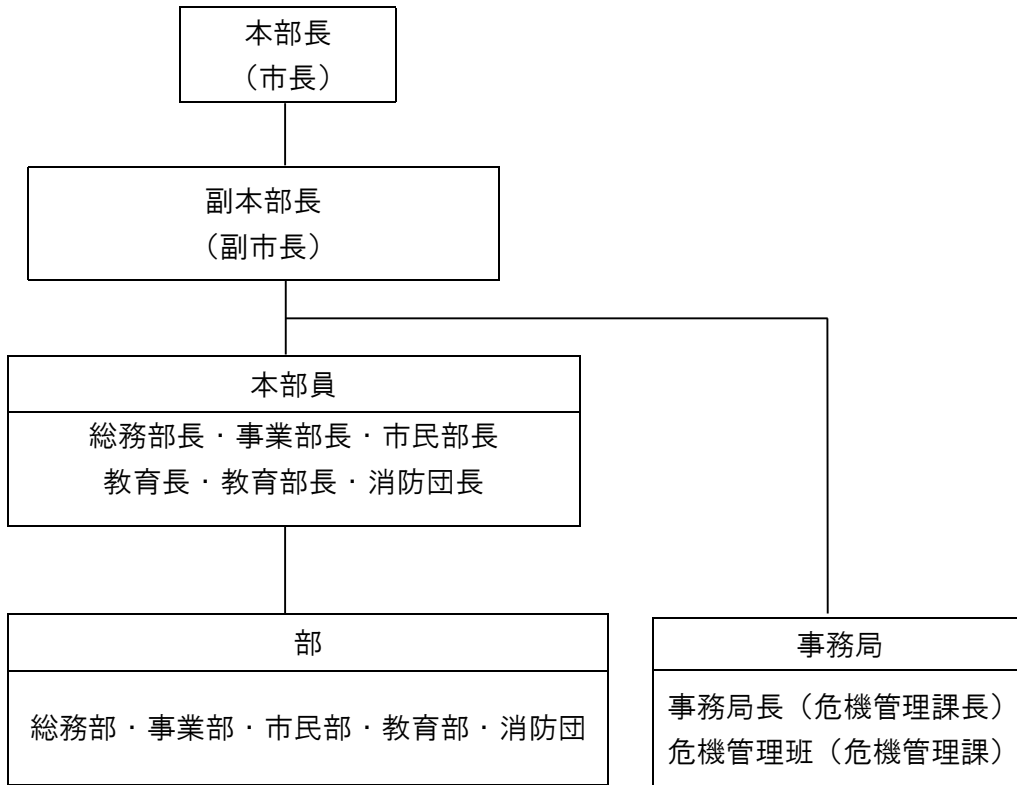 本部長
（市長）
副本部長
（副市長）
本部員
総務部長・事業部長・市民部長
教育長・教育部長・消防団長
部
総務部・事業部・市民部・教育部・消防団
事務局
事務局長（危機管理課長）
危機管理班（危機管理課）